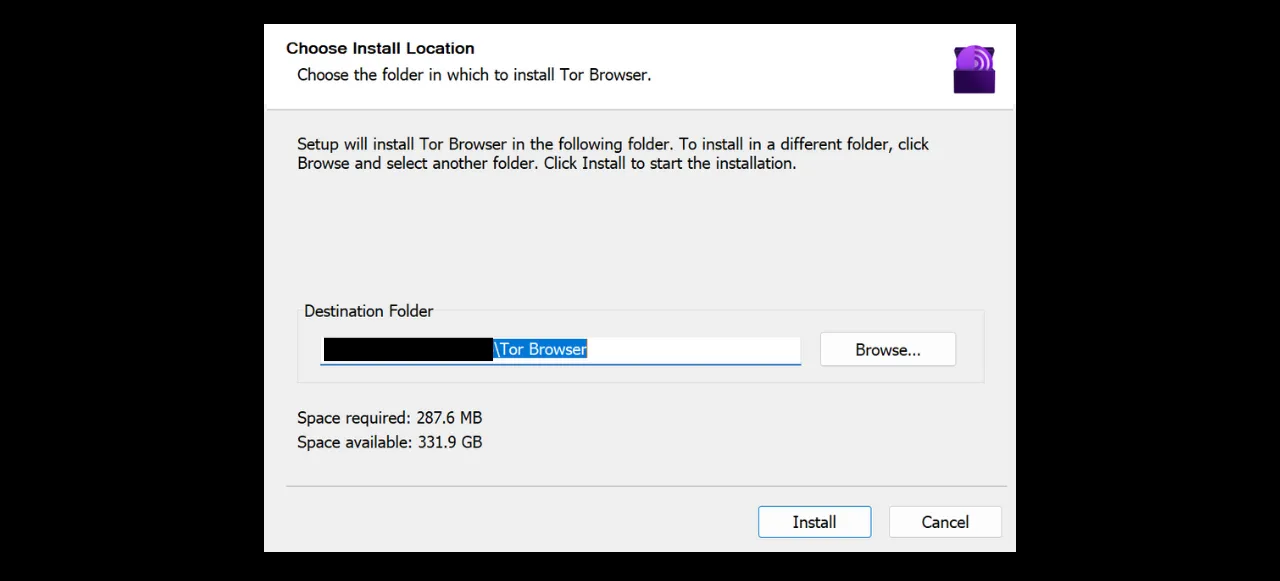 Choose Install Location
Choose the folder in which to install Tor Browser.
Setup will install Tor Browser in the following folder. To install in a different folder, click
Browse and select another folder. Click Install to start the installation.
Destination Folder
\Tor Browser
Browse...
Space required: 287.6 MB
Space available: 331.9 GB
Install
Cancel